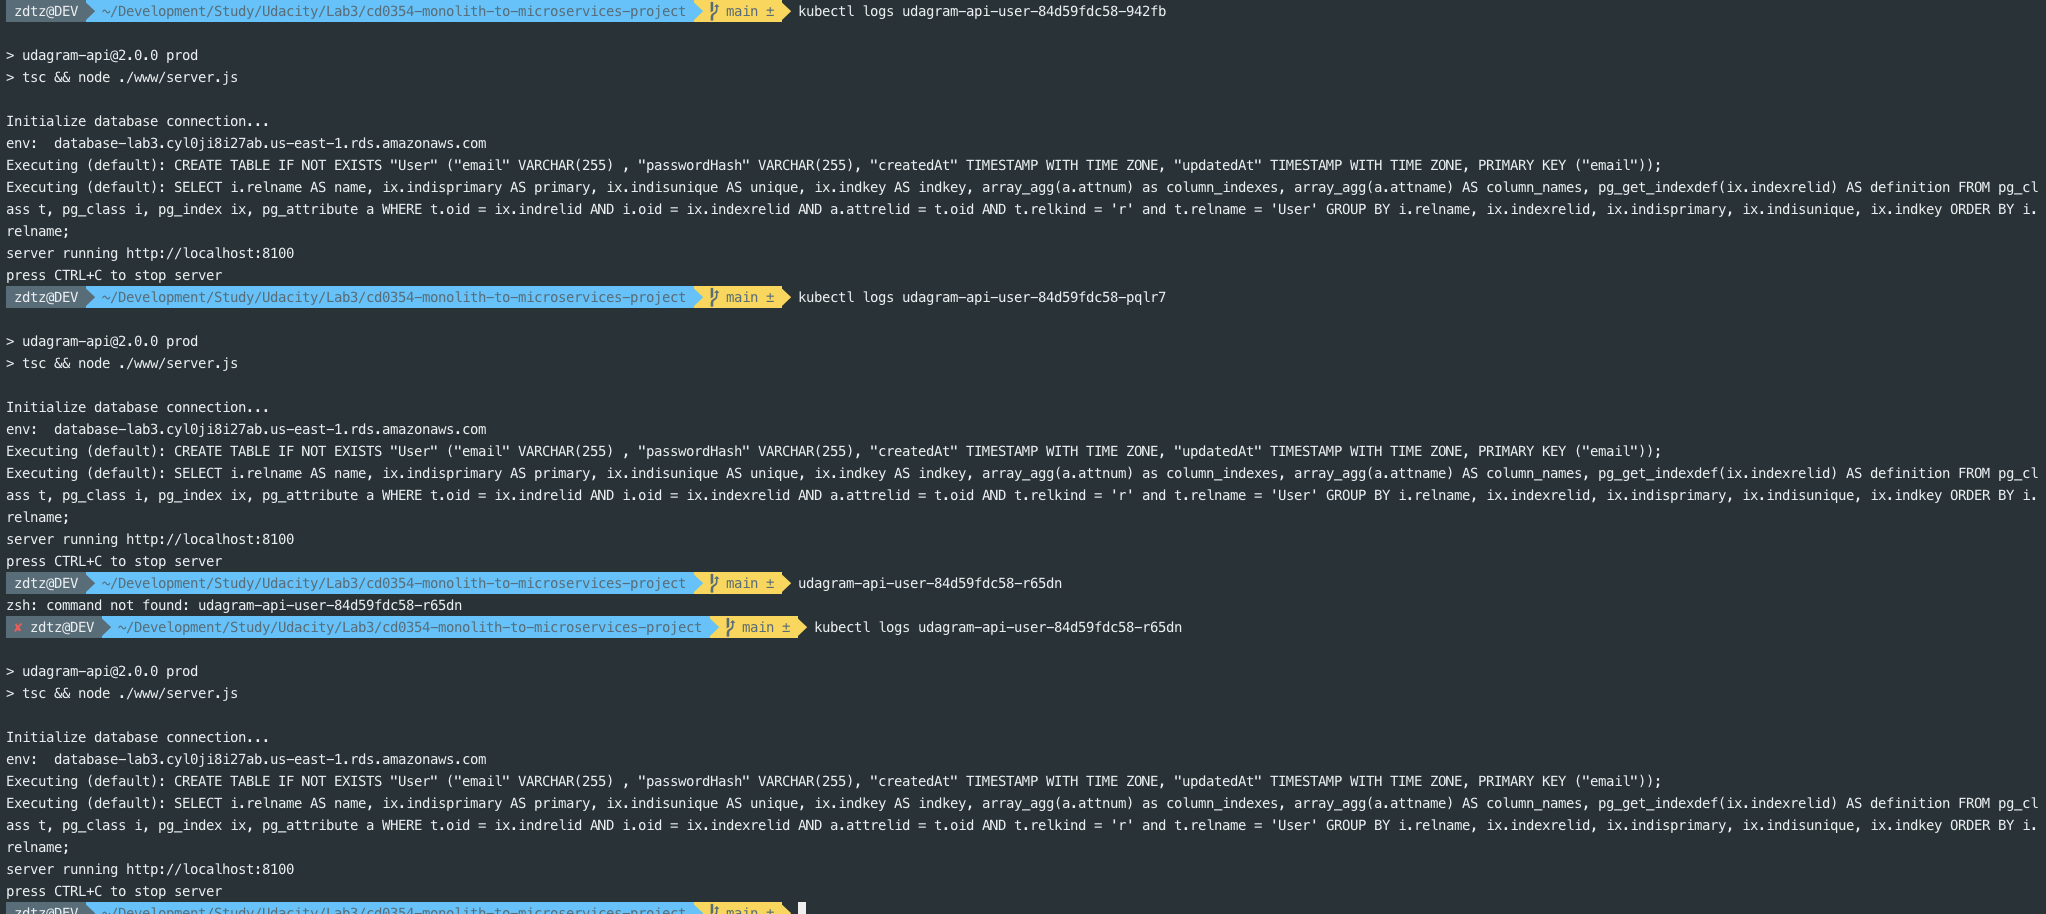 zdtz@DEV ~/Development/Study/Udacity/Lab3/cd0354-monolith-to-microservices-project main ± kubectl logs udagram-api-user-84d59fdc58-942fb
> udagram-api@2.0.0 prod
> tsc && node ./www/server.js
Initialize database connection...
env:  database-lab3.cyl0ji8i27ab.us-east-1.rds.amazonaws.com
Executing (default): CREATE TABLE IF NOT EXISTS "User" ("email" VARCHAR(255) , "passwordHash" VARCHAR(255), "createdAt" TIMESTAMP WITH TIME ZONE, "updatedAt" TIMESTAMP WITH TIME ZONE, PRIMARY KEY ("email"));
Executing (default): SELECT i.relname AS name, ix.indisprimary AS primary, ix.indisunique AS unique, ix.indkey AS indkey, array_agg(a.attnum) as column_indexes, array_agg(a.attname) AS column_names, pg_get_indexdef(ix.indexrelid) AS definition FROM pg_cl
ass t, pg_class i, pg_index ix, pg_attribute a WHERE t.oid = ix.indrelid AND i.oid = ix.indexrelid AND a.attrelid = t.oid AND t.relkind = 'r' and t.relname = 'User' GROUP BY i.relname, ix.indexrelid, ix.indisprimary, ix.indisunique, ix.indkey ORDER BY i.
relname;
server running http://localhost:8100
press CTRL+C to stop server
zdtz@DEV ~/Development/Study/Udacity/Lab3/cd0354-monolith-to-microservices-project main ± kubectl logs udagram-api-user-84d59fdc58-pqlr7
> udagram-api@2.0.0 prod
> tsc && node ./www/server.js
Initialize database connection...
env:  database-lab3.cyl0ji8i27ab.us-east-1.rds.amazonaws.com
Executing (default): CREATE TABLE IF NOT EXISTS "User" ("email" VARCHAR(255) , "passwordHash" VARCHAR(255), "createdAt" TIMESTAMP WITH TIME ZONE, "updatedAt" TIMESTAMP WITH TIME ZONE, PRIMARY KEY ("email"));
Executing (default): SELECT i.relname AS name, ix.indisprimary AS primary, ix.indisunique AS unique, ix.indkey AS indkey, array_agg(a.attnum) as column_indexes, array_agg(a.attname) AS column_names, pg_get_indexdef(ix.indexrelid) AS definition FROM pg_cl
ass t, pg_class i, pg_index ix, pg_attribute a WHERE t.oid = ix.indrelid AND i.oid = ix.indexrelid AND a.attrelid = t.oid AND t.relkind = 'r' and t.relname = 'User' GROUP BY i.relname, ix.indexrelid, ix.indisprimary, ix.indisunique, ix.indkey ORDER BY i.
relname;
server running http://localhost:8100
press CTRL+C to stop server
zdtz@DEV ~/Development/Study/Udacity/Lab3/cd0354-monolith-to-microservices-project main ± udagram-api-user-84d59fdc58-r65dn
zsh: command not found: udagram-api-user-84d59fdc58-r65dn
✘ zdtz@DEV ~/Development/Study/Udacity/Lab3/cd0354-monolith-to-microservices-project main ± kubectl logs udagram-api-user-84d59fdc58-r65dn
> udagram-api@2.0.0 prod
> tsc && node ./www/server.js
Initialize database connection...
env:  database-lab3.cyl0ji8i27ab.us-east-1.rds.amazonaws.com
Executing (default): CREATE TABLE IF NOT EXISTS "User" ("email" VARCHAR(255) , "passwordHash" VARCHAR(255), "createdAt" TIMESTAMP WITH TIME ZONE, "updatedAt" TIMESTAMP WITH TIME ZONE, PRIMARY KEY ("email"));
Executing (default): SELECT i.relname AS name, ix.indisprimary AS primary, ix.indisunique AS unique, ix.indkey AS indkey, array_agg(a.attnum) as column_indexes, array_agg(a.attname) AS column_names, pg_get_indexdef(ix.indexrelid) AS definition FROM pg_cl
ass t, pg_class i, pg_index ix, pg_attribute a WHERE t.oid = ix.indrelid AND i.oid = ix.indexrelid AND a.attrelid = t.oid AND t.relkind = 'r' and t.relname = 'User' GROUP BY i.relname, ix.indexrelid, ix.indisprimary, ix.indisunique, ix.indkey ORDER BY i.
relname;
server running http://localhost:8100
press CTRL+C to stop server
zdtz@DEV ~/Development/Study/Udacity/Lab3/cd0354-monolith-to-microservices-project main ±